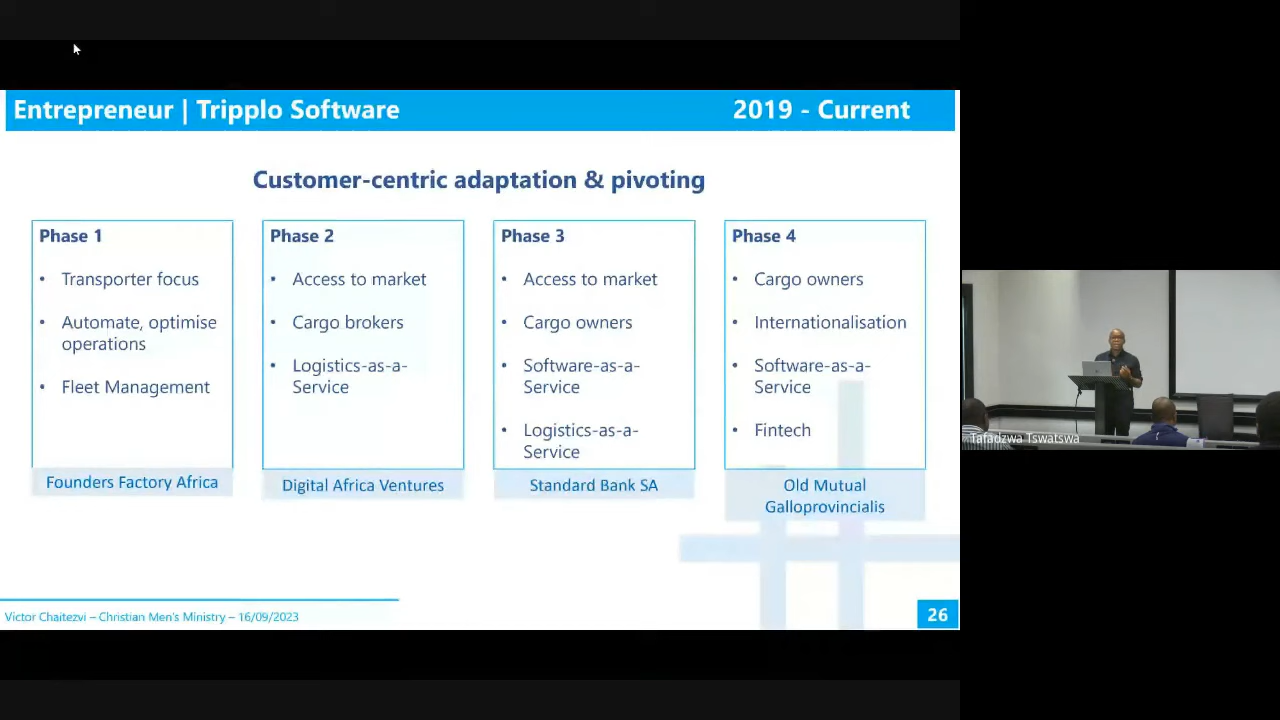 Entrepreneur | Tripplo Software
2019 - Current
Customer-centric adaptation & pivoting
Phase 1
• Transporter focus
• Automate, optimise
operations
• Fleet Management
Founders Factory Africa
Phase 2
• Access to market
• Cargo brokers
• Logistics-as-a-
Service
Digital Africa Ventures
Phase 3
• Access to market
• Cargo owners
• Software-as-a-
Service
• Logistics-as-a-
Service
Standard Bank SA
Phase 4
• Cargo owners
• Internationalisation
• Software-as-a-
Service
• Fintech
Old Mutual
Galloprovincialis
Victor Chaitezvi – Christian Men's Ministry – 16/09/2023
26
Tafadzwa Tswatswa